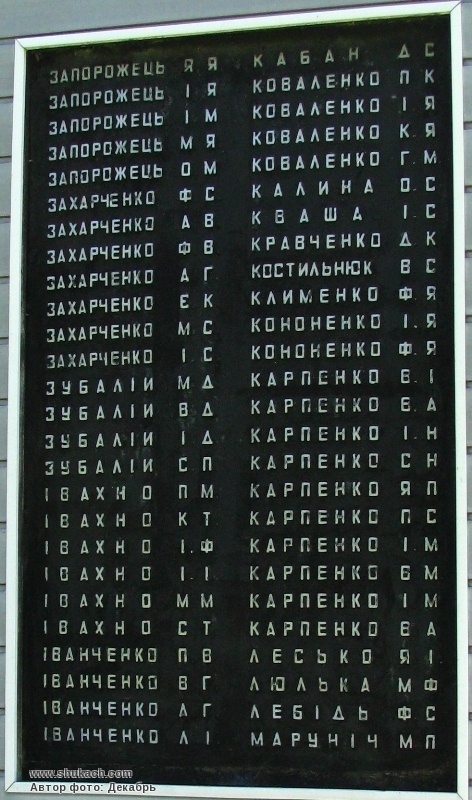 ЗАПОРОЖЕЦЬ Я Я
ЗАПОРОЖЕЦЬ І Я
ЗАПОРОЖЕЦЬ І М
ЗАПОРОЖЕЦЬ М Я
ЗАПОРОЖЕЦЬ О М
ЗАХАРЧЕНКО Ф С
ЗАХАРЧЕНКО А В
ЗАХАРЧЕНКО Ф В
ЗАХАРЧЕНКО А Г
ЗАХАРЧЕНКО Є К
ЗАХАРЧЕНКО М С
ЗАХАРЧЕНКО І С
ЗУБАЛІЙ М Д
ЗУБАЛІЙ В Д
ЗУБАЛІЙ І Д
ЗУБАЛІЙ С П
ІВАХНО П М
ІВАХНО К Т
ІВАХНО І Ф
ІВАХНО І І
ІВАХНО М М
ІВАХНО С Т
ІВАНЧЕНКО П В
ІВАНЧЕНКО В Г
ІВАНЧЕНКО А Г
ІВАНЧЕНКО Л І
КАБАН Д С
КОВАЛЕНКО П К
КОВАЛЕНКО І Я
КОВАЛЕНКО К Я
КОВАЛЕНКО Г М
КАЛИНА О С
КВАША І С
КРАВЧЕНКО Д К
КОСТИЛЬНЮК В С
КЛИМЕНКО Ф Я
КОНОНЕНКО І Я
КОНОНЕНКО Ф Я
КАРПЕНКО І
КАРПЕНКО А
КАРПЕНКО І Н
КАРПЕНКО С Н
КАРПЕНКО Я П
КАРПЕНКО П С
КАРПЕНКО І М
КАРПЕНКО М
КАРПЕНКО І М
КАРПЕНКО А
ЛЕСЬКО Я І
ЛЮЛЬКА М Ф
ЛЕБІДЬ Ф С
МАРУНІЧ М П
www.shukach.com
Автор фото: Декабрь